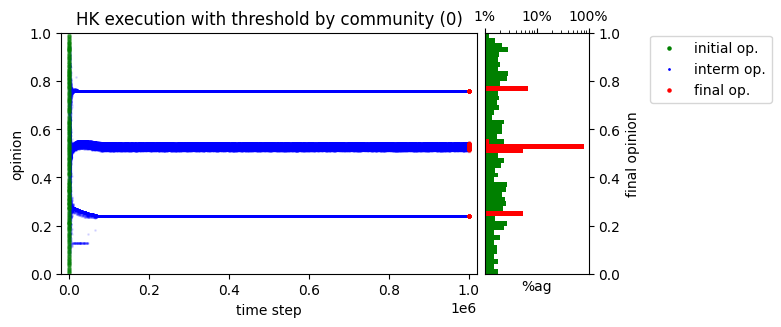 HK execution with threshold by community (0)
1% 10% 100%
1.0
0.8
0.6
0.4
0.2
0.0
opinion
0.0 0.2 0.4 0.6 0.8 1.0
1e6
time step
%ag
1.0
0.8
0.6
0.4
0.2
0.0
final opinion
initial op.
interm op.
final op.